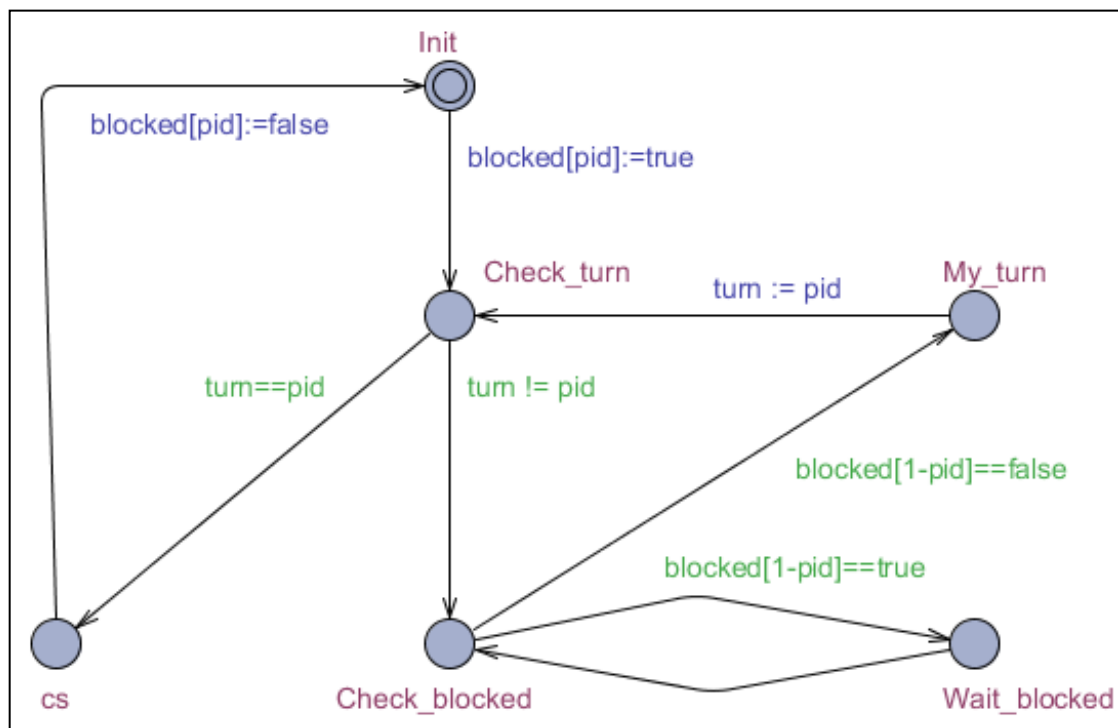 Init
blocked[pid]:=false
blocked[pid]:=true
Check_turn
My_turn
turn := pid
turn==pid
turn != pid
blocked[1-pid]==false
blocked[1-pid]==true
cs
Check_blocked
Wait_blocked